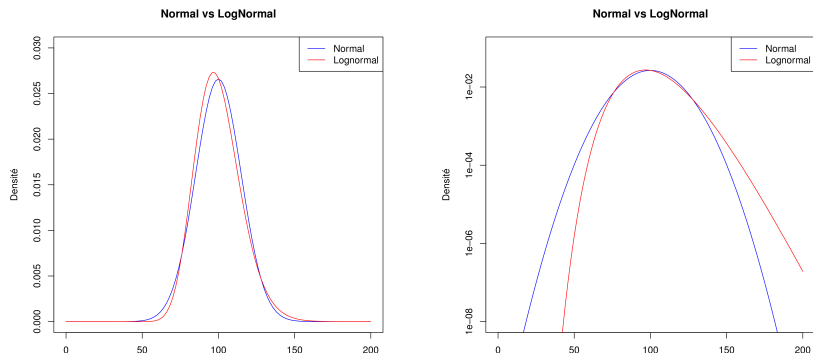 Normal vs LogNormal
Normal
Lognormal
Densité
0.030
0.025
0.020
0.015
0.010
0.005
0.000
0 50 100 150 200
Normal vs LogNormal
Normal
Lognormal
Densité
1e−02
1e−04
1e−06
1e−08
0 50 100 150 200